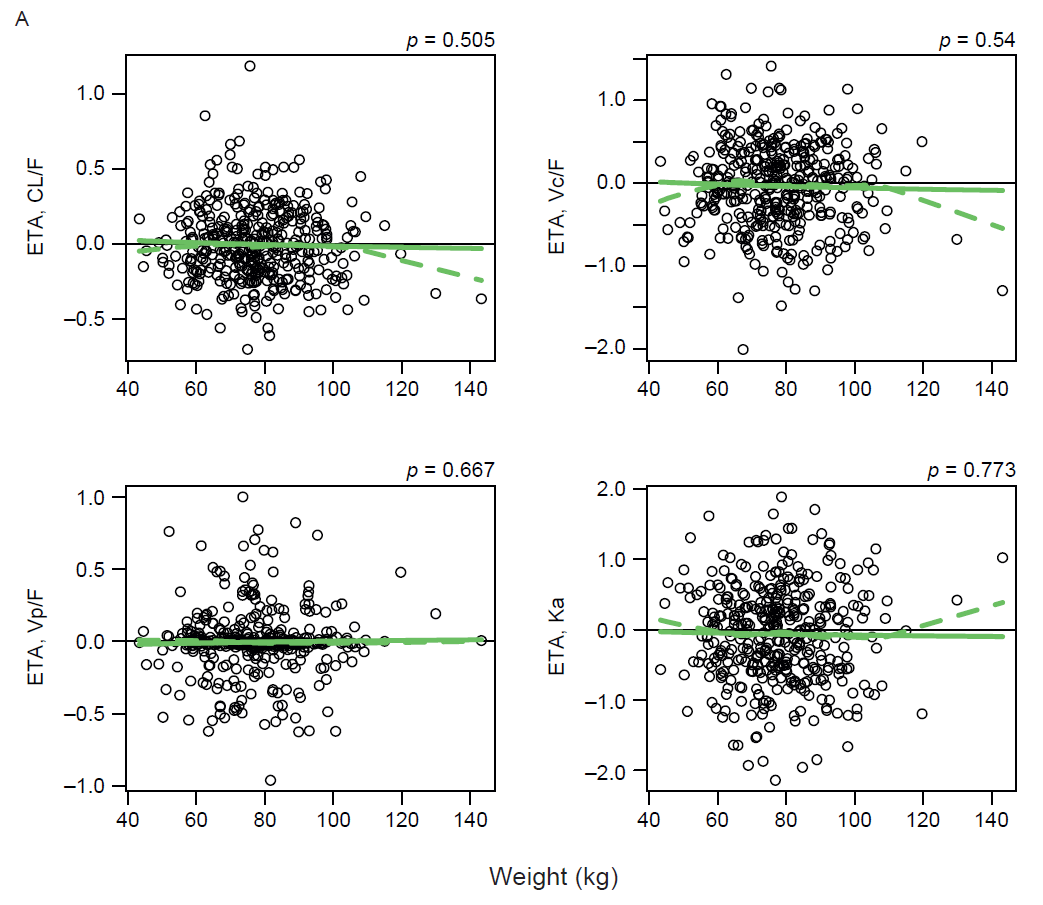 A
p = 0.505
ETA, CL/F
1.0
0.5
0.0
–0.5
40 60 80 100 120 140
p = 0.54
ETA, Vc/F
1.0
0.0
–1.0
–2.0
40 60 80 100 120 140
p = 0.667
ETA, Vp/F
1.0
0.5
0.0
–0.5
–1.0
40 60 80 100 120 140
p = 0.773
ETA, Ka
2.0
1.0
0.0
–1.0
–2.0
40 60 80 100 120 140
Weight (kg)